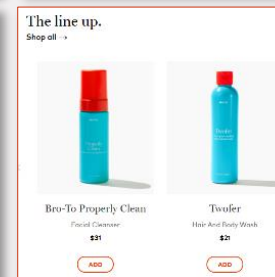 The line up.
Shop all →
Twofer
Bro-To Properly Clean
Facial Cleanser
$31
ADD
Twofer
Hair And Body Wash
$21
ADD